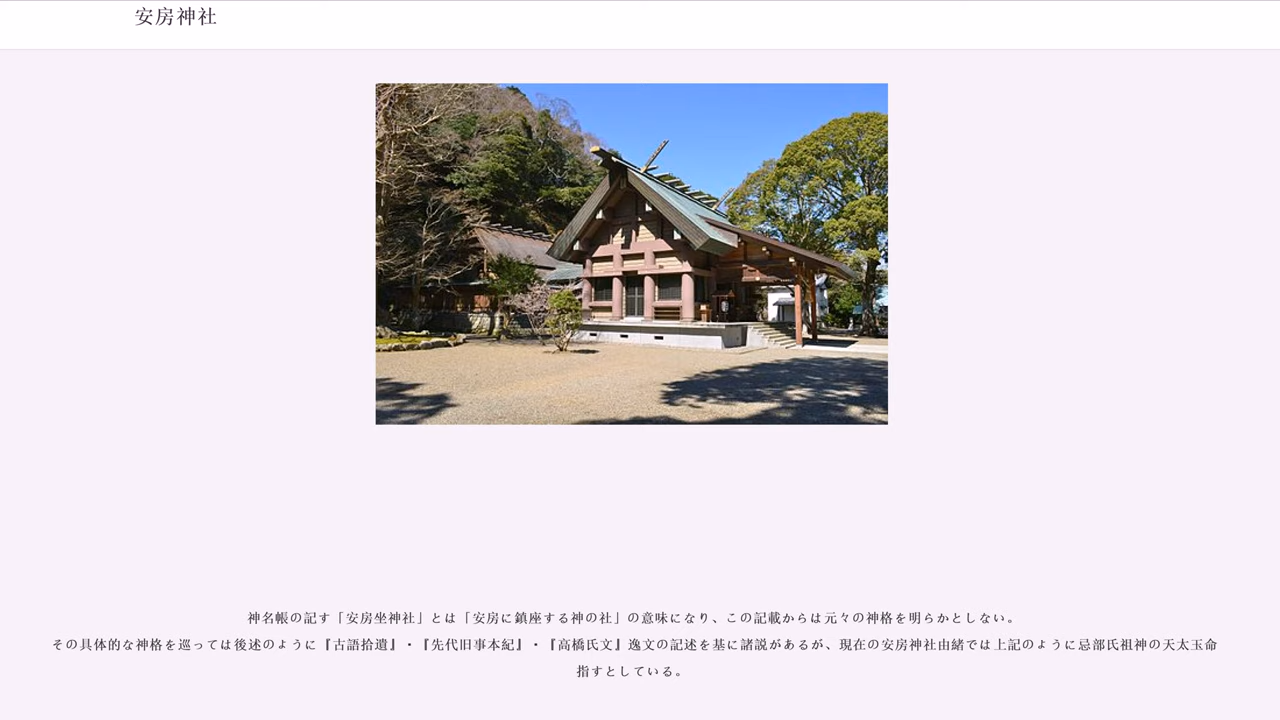 安房神社
神名帳の記す「安房坐神社」とは「安房に鎮座する神の社」の意味になり、この記載からは元々の神格を明らかとしない。
その具体的な神格を巡っては後述のように『古語拾遺』・『先代旧事本紀』・『高橋氏文』逸文の記述を基に諸説があるが、現在の安房神社由緒では上記のように忌部氏祖神の天太玉命
指すとしている。